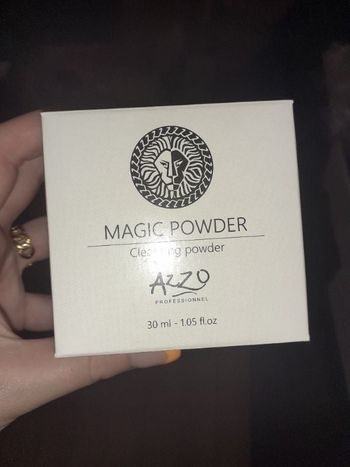 MAGIC POWDER
Cleansing powder
AZZO
PROFESSIONNEL
30 ml - 1.05 fl.oz